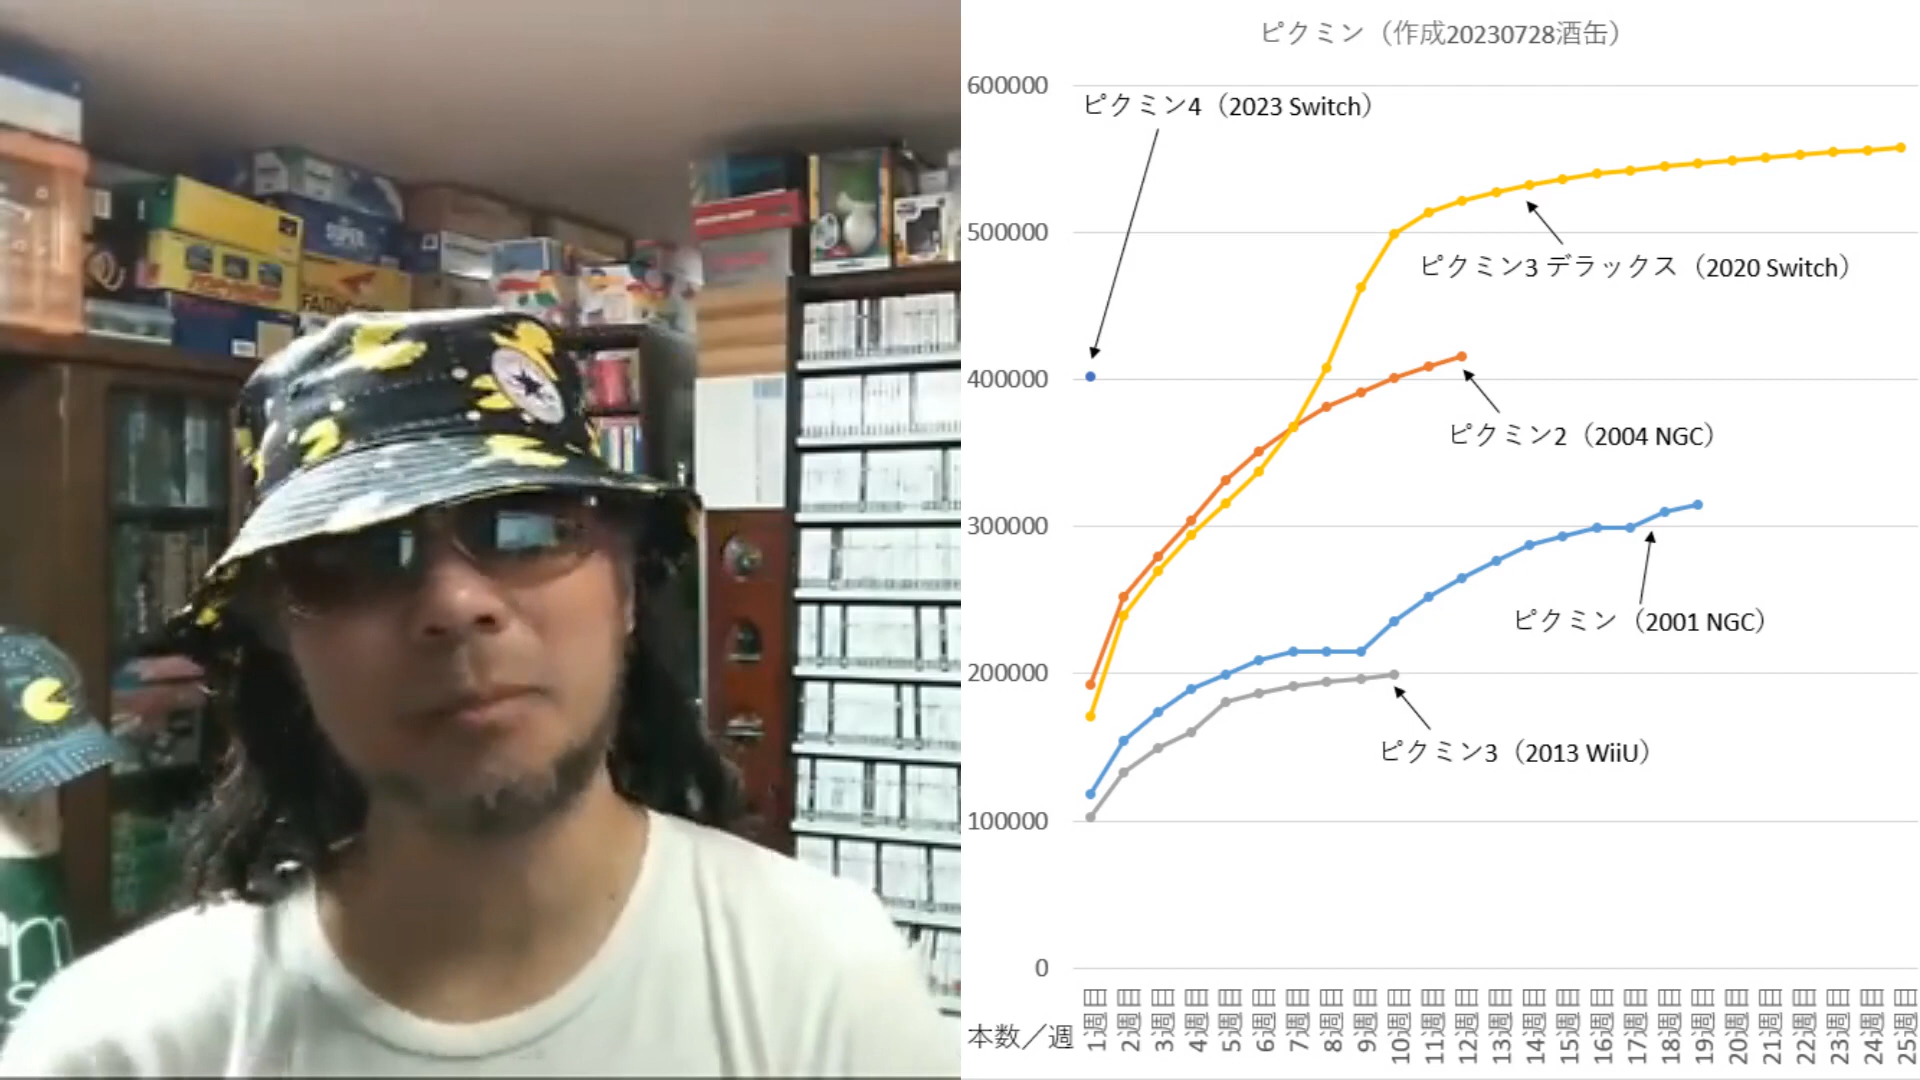 SUPER
FAMICOM
m
s
ピクミン（作成20230728酒缶）
600000
ピクミン4（2023 Switch）
500000
ピクミン3 デラックス（2020 Switch）
400000
ピクミン2（2004 NGC）
300000
ピクミン（2001 NGC）
200000
ピクミン3（2013 WiiU）
100000
0
本数／週
1週目
2週目
3週目
4週目
5週目
6週目
7週目
8週目
9週目
10週目
11週目
12週目
13週目
14週目
15週目
16週目
17週目
18週目
19週目
20週目
21週目
22週目
23週目
24週目
25週目